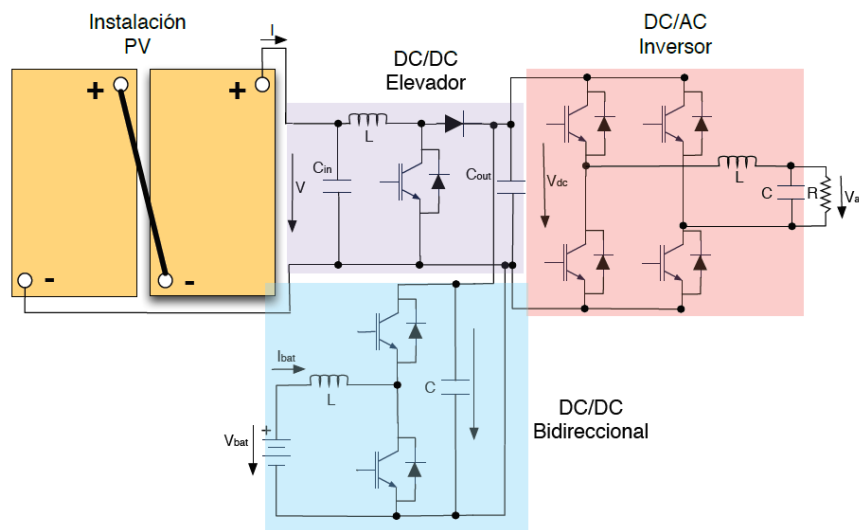 Instalación
PV
I
DC/DC
Elevador
DC/AC
Inversor
+
+
-
-
V
Cin
L
Cout
Vdc
L
C
R
Va
Ibat
L
C
+
Vbat
DC/DC
Bidireccional